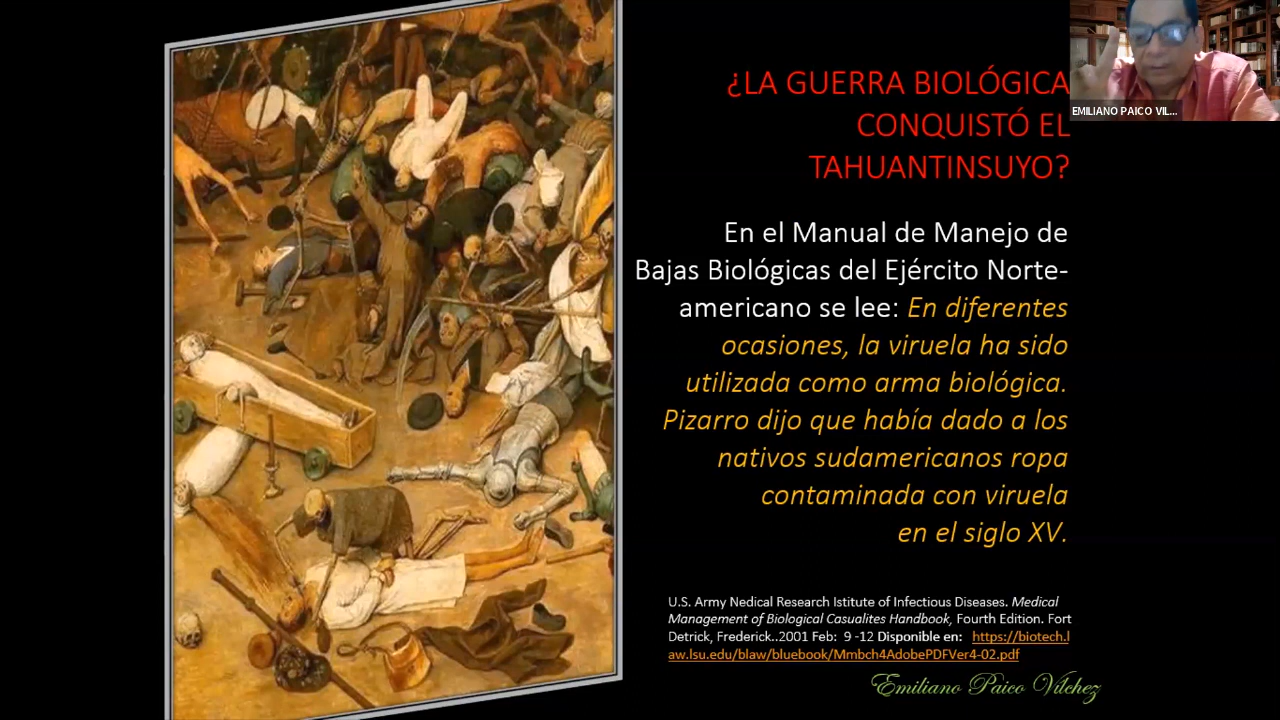 ¿LA GUERRA BIOLÓGICA
CONQUISTÓ EL
TAHUANTINSUYO?
EMILIANO PAICO VIL...
En el Manual de Manejo de
Bajas Biológicas del Ejército Norte-
americano se lee: En diferentes
ocasiones, la viruela ha sido
utilizada como arma biológica.
Pizarro dijo que había dado a los
nativos sudamericanos ropa
contaminada con viruela
en el siglo XV.
U.S. Army Nedical Research Istitute of Infectious Diseases. Medical
Management of Biological Casualites Handbook, Fourth Edition. Fort
Detrick, Frederick..2001 Feb: 9 -12 Disponible en: https://biotech.l
aw.lsu.edu/blaw/bluebook/Mmbch4AdobePDFVer4-02.pdf
Emiliano Paico Vilchez